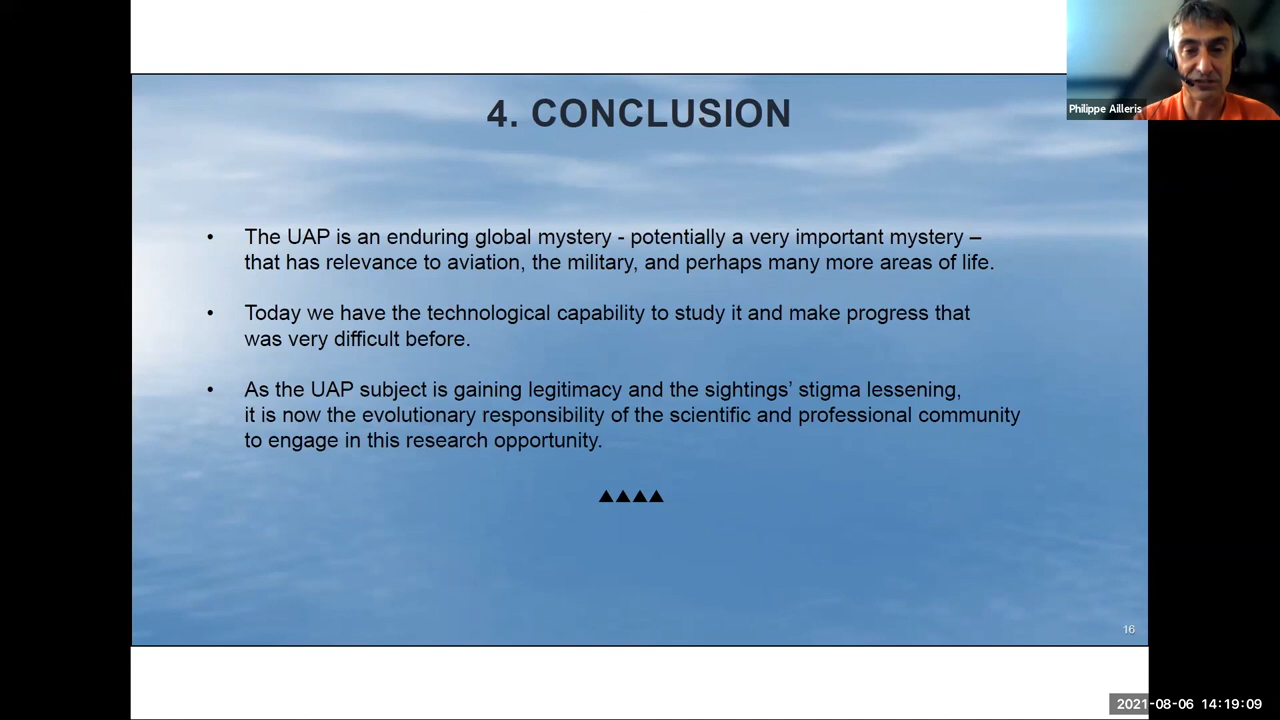 4. CONCLUSION
Philippe Ailleris
• The UAP is an enduring global mystery - potentially a very important mystery –
that has relevance to aviation, the military, and perhaps many more areas of life.
• Today we have the technological capability to study it and make progress that
was very difficult before.
• As the UAP subject is gaining legitimacy and the sightings’ stigma lessening,
it is now the evolutionary responsibility of the scientific and professional community
to engage in this research opportunity.
▲▲▲▲
16
2021-08-06 14:19:09